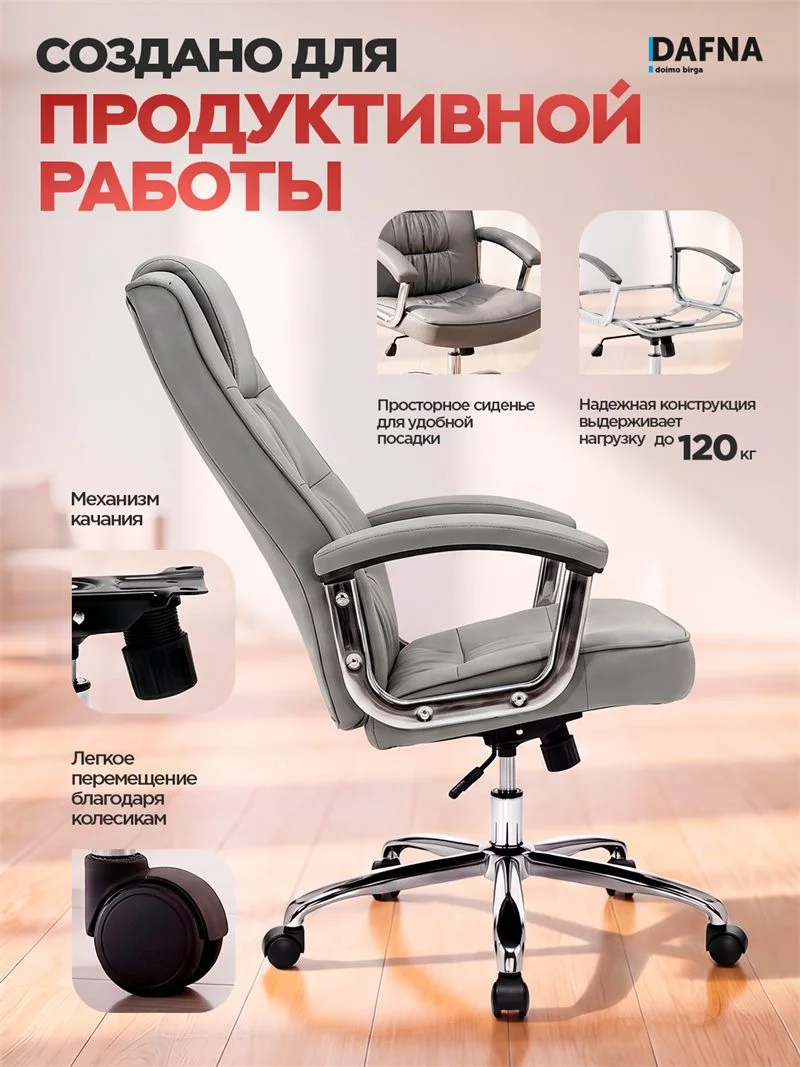 СОЗДАНО ДЛЯ
DAFNA
doimo birga
ПРОДУКТИВНОЙ
РАБОТЫ
Просторное сиденье
для удобной
посадки
Надежная конструкция
выдерживает
нагрузку до 120 кг
Механизм
качания
Легкое
перемещение
благодаря
колесикам